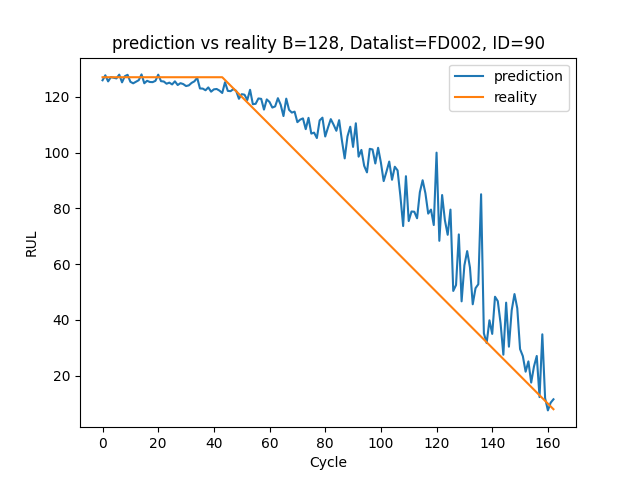 prediction vs reality B=128, Datalist=FD002, ID=90
prediction
reality
RUL
120
100
80
60
40
20
0 20 40 60 80 100 120 140 160
Cycle